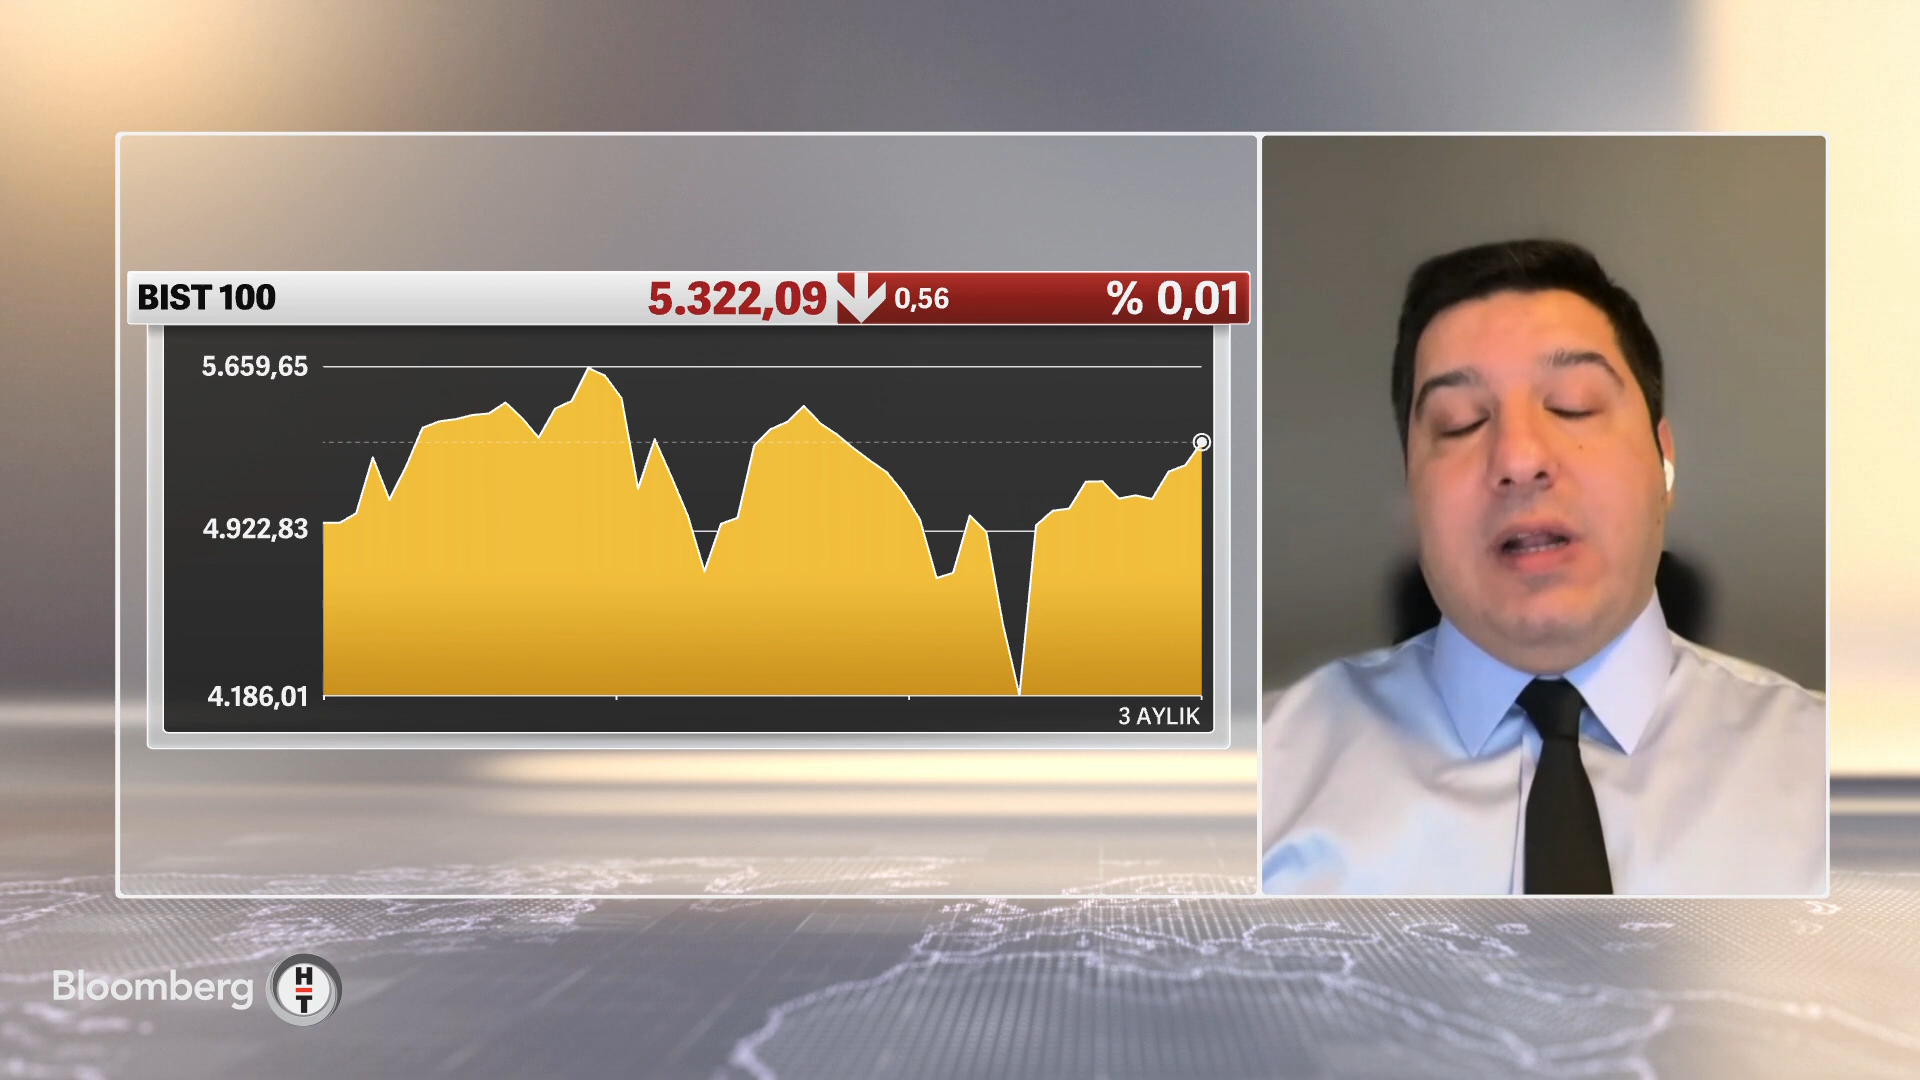 BIST 100 5.322,09 0,56 % 0,01
5.659,65
4.922,83
4.186,01
3 AYLIK
Bloomberg HT